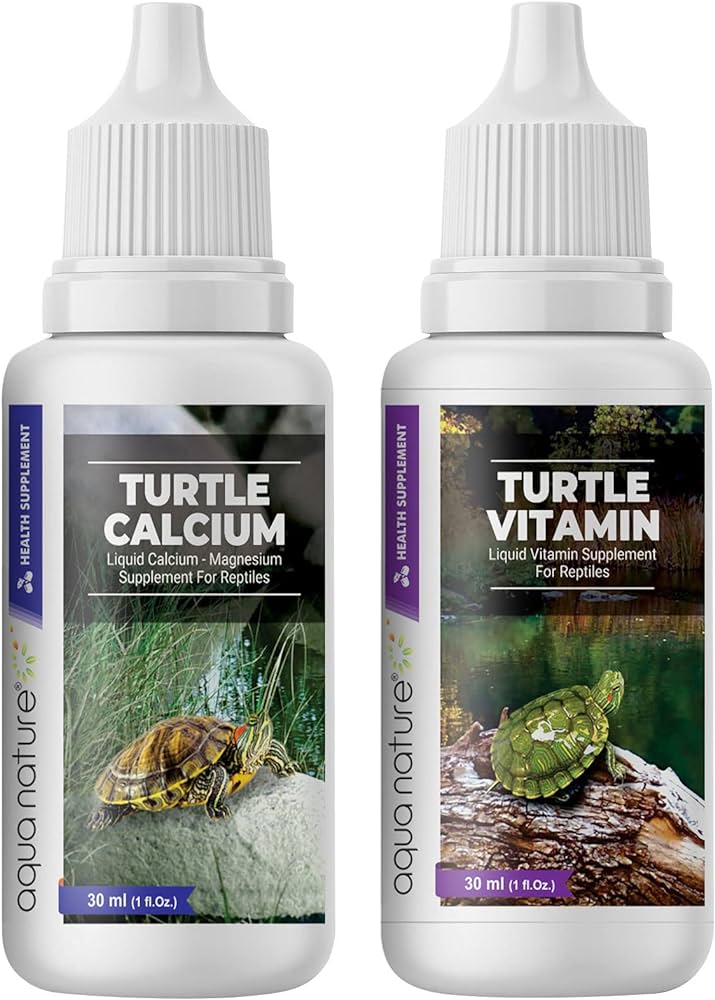 HEALTH SUPPLEMENT
aqua nature®
TURTLE
CALCIUM
Liquid Calcium - Magnesium
Supplement For Reptiles
30 ml (1 fl.Oz.)
HEALTH SUPPLEMENT
aqua nature®
TURTLE
VITAMIN
Liquid Vitamin Supplement
For Reptiles
30 ml (1 fl.Oz.)